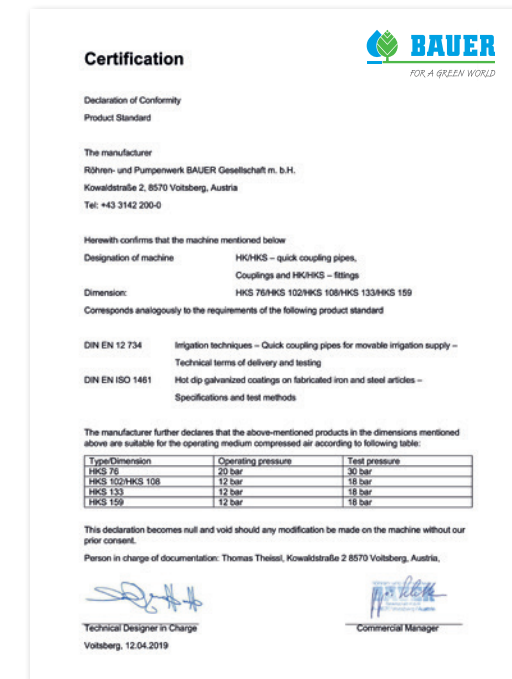 BAUER
FOR A GREEN WORLD
Certification
Declaration of Conformity
Product Standard
The manufacturer
Röhren- und Pumpenwerk BAUER Gesellschaft m. b.H.
Kowaldstraße 2, 8570 Voitsberg, Austria
Tel: +43 3142 200-0
Herewith confirms that the machine mentioned below
Designation of machine HK/HKS – quick coupling pipes,
Couplings and HK/HKS – fittings
Dimension: HKS 76/HKS 102/HKS 108/HKS 133/HKS 159
Corresponds analogously to the requirements of the following product standard
DIN EN 12 734 Irrigation techniques – Quick coupling pipes for movable irrigation supply –
Technical terms of delivery and testing
DIN EN ISO 1461 Hot dip galvanized coatings on fabricated iron and steel articles –
Specifications and test methods
The manufacturer further declares that the above-mentioned products in the dimensions mentioned
above are suitable for the operating medium compressed air according to following table:
Type/Dimension Operating pressure Test pressure
HKS 76 20 bar 30 bar
HKS 102/HKS 108 12 bar 18 bar
HKS 133 12 bar 18 bar
HKS 159 12 bar 18 bar
This declaration becomes null and void should any modification be made on the machine without our
prior consent.
Person in charge of documentation: Thomas Theissl, Kowaldstraße 2 8570 Voitsberg, Austria,
Technical Designer in Charge Commercial Manager
Voitsberg, 12.04.2019